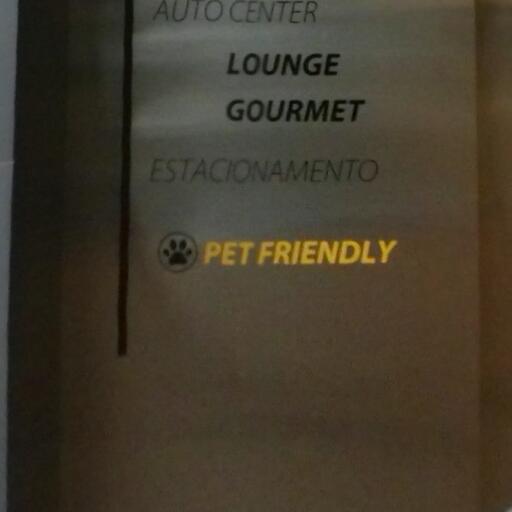 AUTO CENTER
LOUNGE
GOURMET
ESTACIONAMENTO
PET FRIENDLY